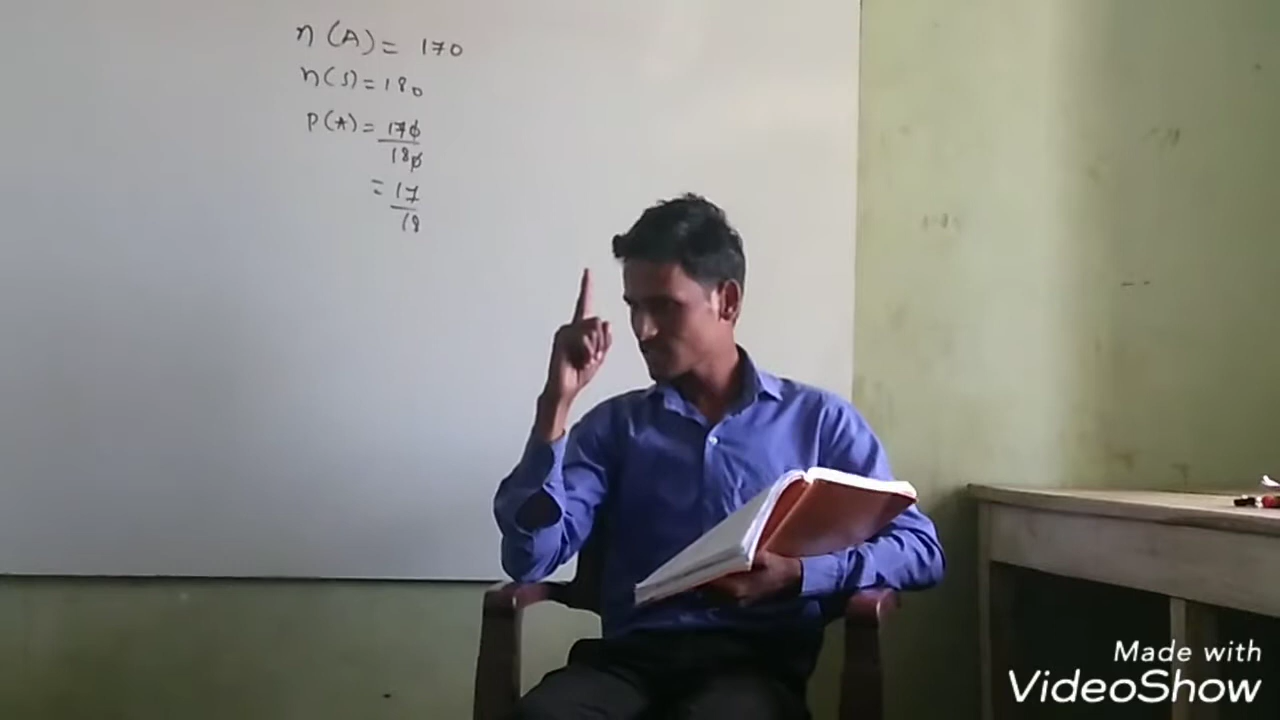 n(A) = 170
n(S) = 180
P(A) = 170/180
= 17/18
Made with
VideoShow